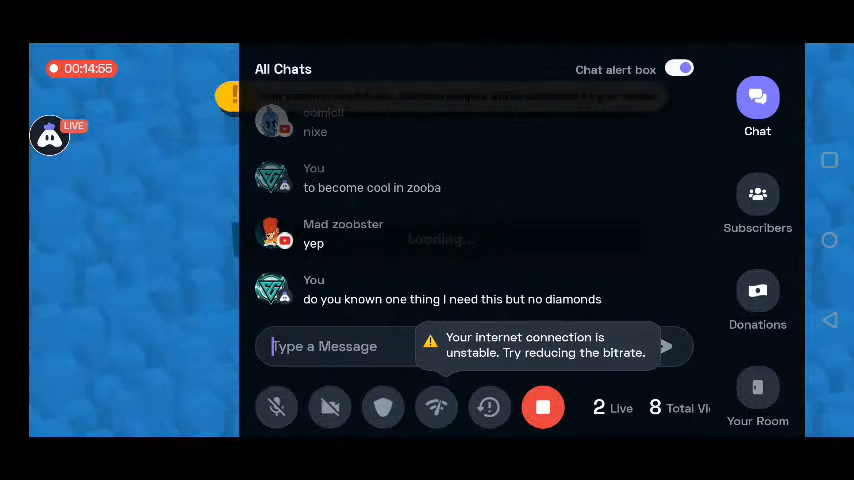 00:14:55
LIVE
All Chats
Chat alert box
comicii
nixe
You
to become cool in zooba
Mad zoobster
yep
Loading...
You
do you known one thing I need this but no diamonds
Type a Message
Your internet connection is
unstable. Try reducing the bitrate.
2 Live
8 Total Vi
Chat
Subscribers
Donations
Your Room